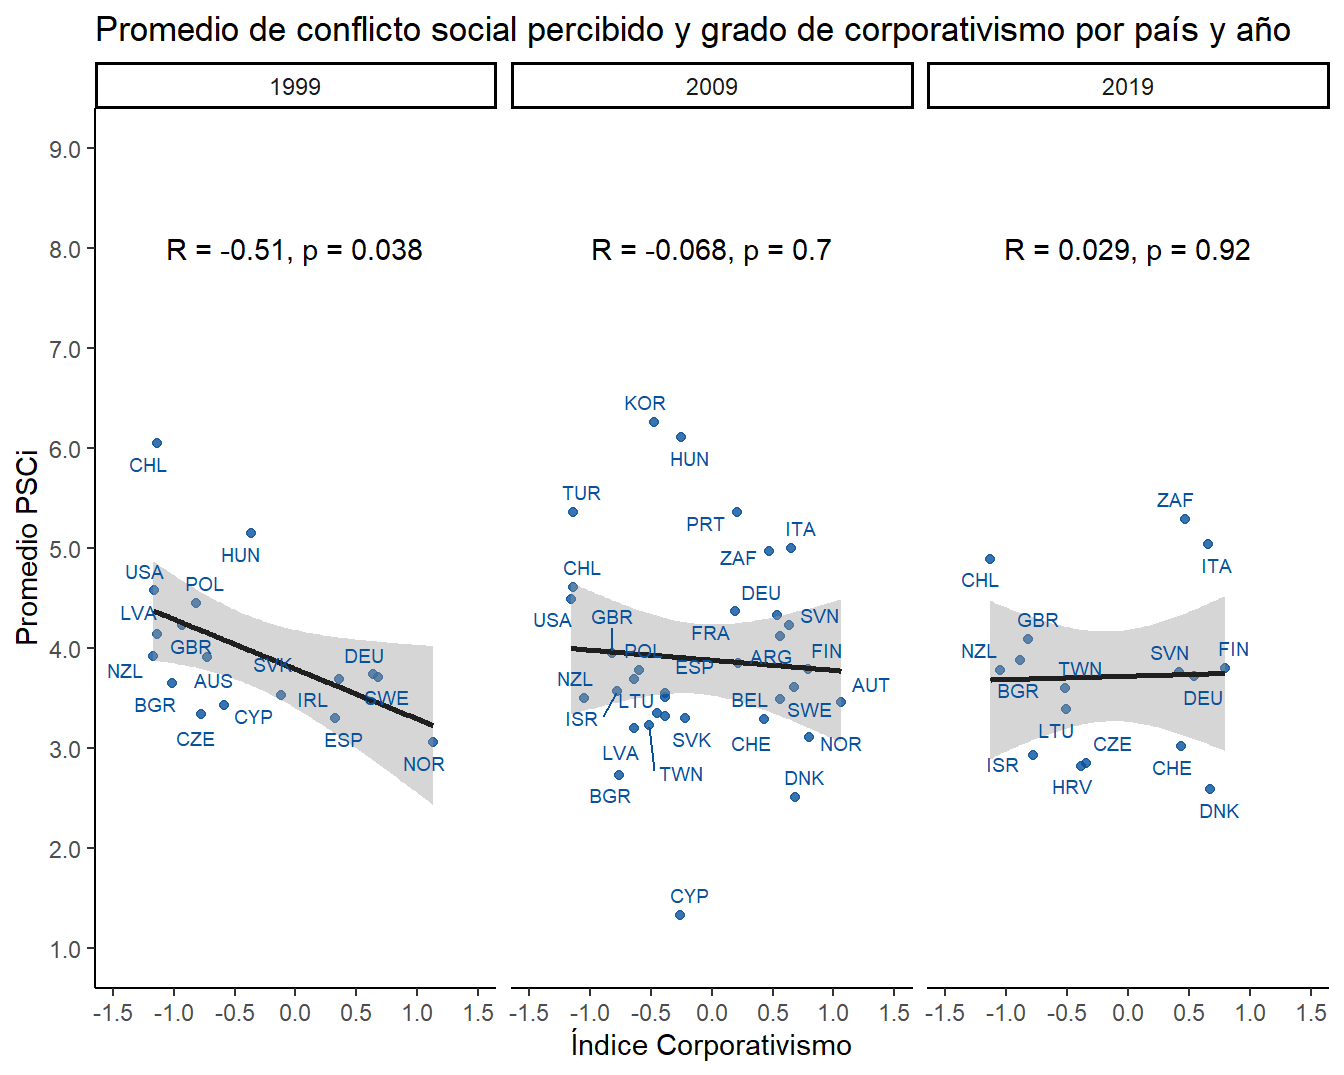 Promedio de conflicto social percibido y grado de corporativismo por país y año
1999
2009
2019
Promedio PSCi
9.0
8.0
7.0
6.0
5.0
4.0
3.0
2.0
1.0
R = -0.51, p = 0.038
CHL
HUN
USA
POL
LVA
GBR
NZL
SVK
DEU
AUS
BGR
IRL
SWE
CYP
CZE
ESP
NOR
R = -0.068, p = 0.7
KOR
HUN
TUR
PRT
ITA
ZAF
CHL
DEU
USA
GBR
SVN
FRA
POL
ARG
FIN
ESP
NZL
AUT
LTU
BEL
ISR
SWE
SVK
CHE
NOR
LVA
TWN
DNK
BGR
CYP
R = 0.029, p = 0.92
ZAF
ITA
CHL
GBR
NZL
SVN
FIN
TWN
BGR
DEU
LTU
CZE
ISR
CHE
HRV
DNK
-1.5 -1.0 -0.5 0.0 0.5 1.0 1.5
-1.5 -1.0 -0.5 0.0 0.5 1.0 1.5
-1.5 -1.0 -0.5 0.0 0.5 1.0 1.5
Índice Corporativismo